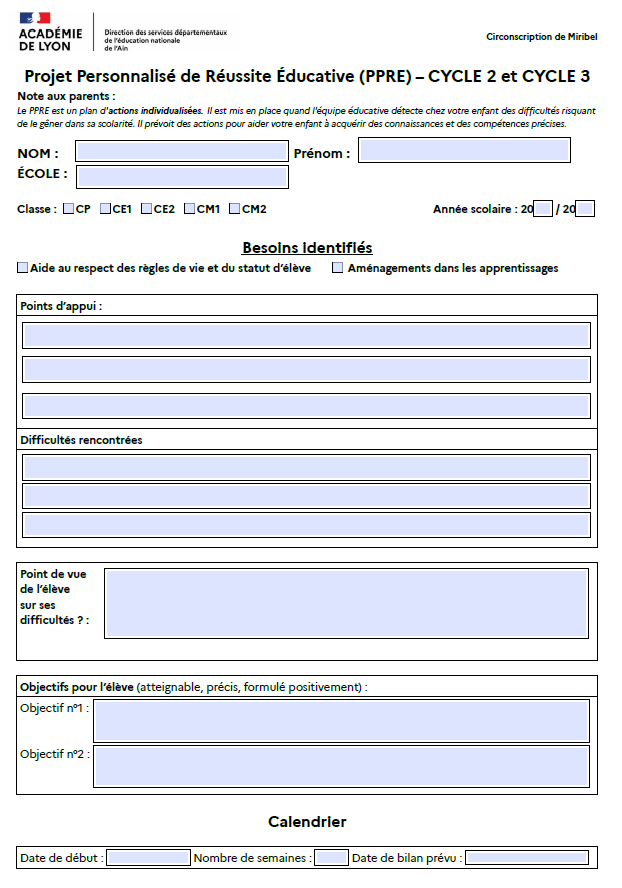 ACADÉMIE
DE LYON
Direction des services départementaux
de l'éducation nationale
de l'Ain
Circonscription de Miribel
Projet Personnalisé de Réussite Éducative (PPRE) – CYCLE 2 et CYCLE 3
Note aux parents :
Le PPRE est un plan d'actions individualisées. Il est mis en place quand l'équipe éducative détecte chez votre enfant des difficultés risquant
de le gêner dans sa scolarité. Il prévoit des actions pour aider votre enfant à acquérir des connaissances et des compétences précises.
NOM : Prénom :
ÉCOLE :
Classe : CP CE1 CE2 CM1 CM2 Année scolaire : 20 / 20
Besoins identifiés
Aide au respect des règles de vie et du statut d'élève Aménagements dans les apprentissages
Points d'appui :
Difficultés rencontrées
Point de vue
de l'élève
sur ses
difficultés ? :
Objectifs pour l'élève (atteignable, précis, formulé positivement) :
Objectif n°1 :
Objectif n°2 :
Calendrier
Date de début : Nombre de semaines : Date de bilan prévu :